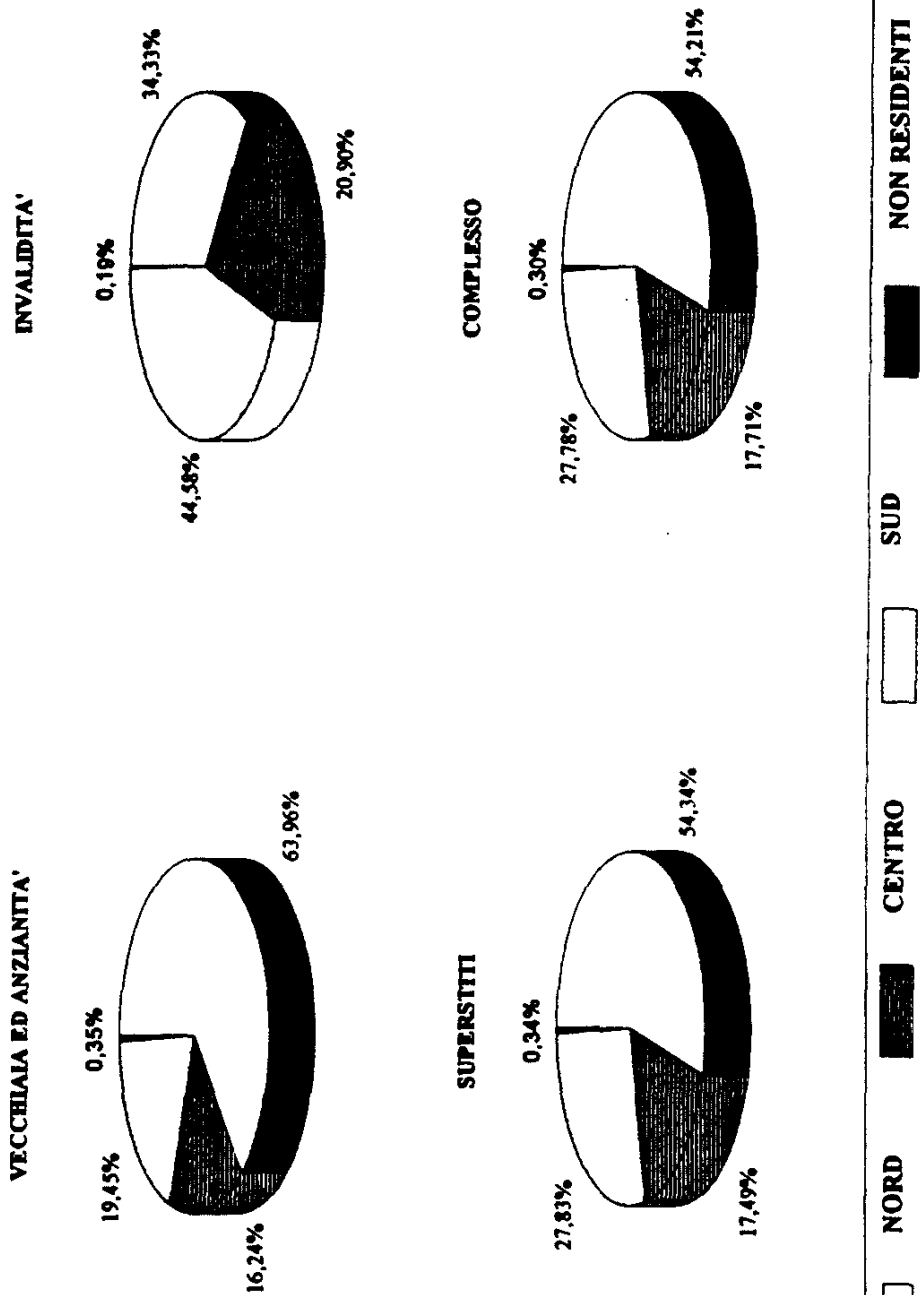 VECCHIAIA ED ANZIANITA'
0,35%
19,45%
16,24%
63,96%
INVALIDITA'
0,19%
34,33%
44,58%
20,90%
SUPERSTITI
0,34%
27,83%
17,49%
54,34%
COMPLESSO
0,30%
27,78%
17,71%
54,21%
NORD
CENTRO
SUD
NON RESIDENTI